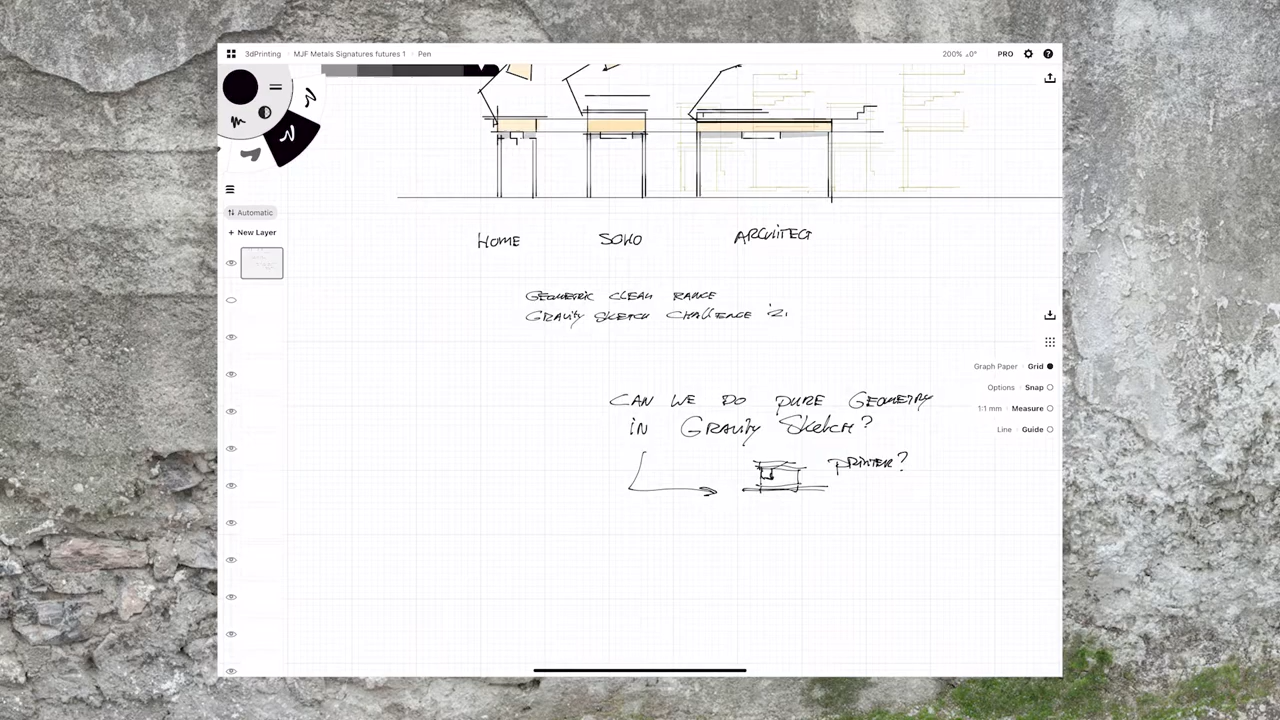 3dPrinting MJF Metals Signatures futures 1 Pen
200% ⊿0° PRO
HOME SOHO ARCHITECT
Automatic
+ New Layer
GEOMETRIC CLEAN RANGE
GRAVITY SKETCH CHALLENGE '21
CAN WE DO PURE GEOMETRY
IN GRAVITY SKETCH?
PRINTER?
Graph Paper Grid
Options Snap
1:1 mm Measure
Line Guide